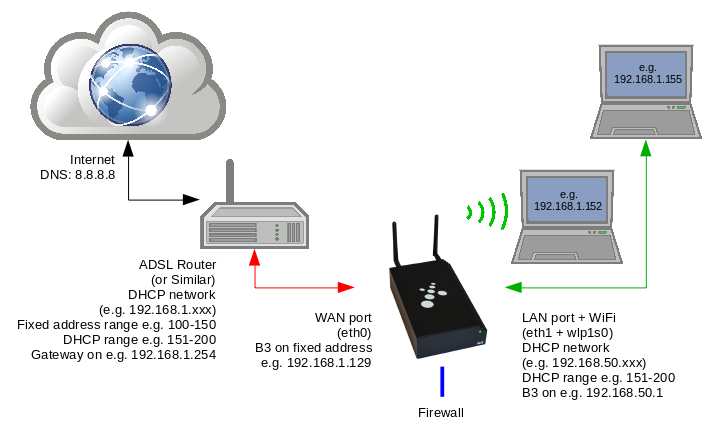 Internet
DNS: 8.8.8.8
ADSL Router
(or Similar)
DHCP network
(e.g. 192.168.1.xxx)
Fixed address range e.g. 100-150
DHCP range e.g. 151-200
Gateway on e.g. 192.168.1.254
WAN port
(eth0)
B3 on fixed address
e.g. 192.168.1.129
Firewall
e.g.
192.168.1.152
e.g.
192.168.1.155
LAN port + WiFi
(eth1 + wlp1s0)
DHCP network
(e.g. 192.168.50.xxx)
DHCP range e.g. 151-200
B3 on e.g. 192.168.50.1